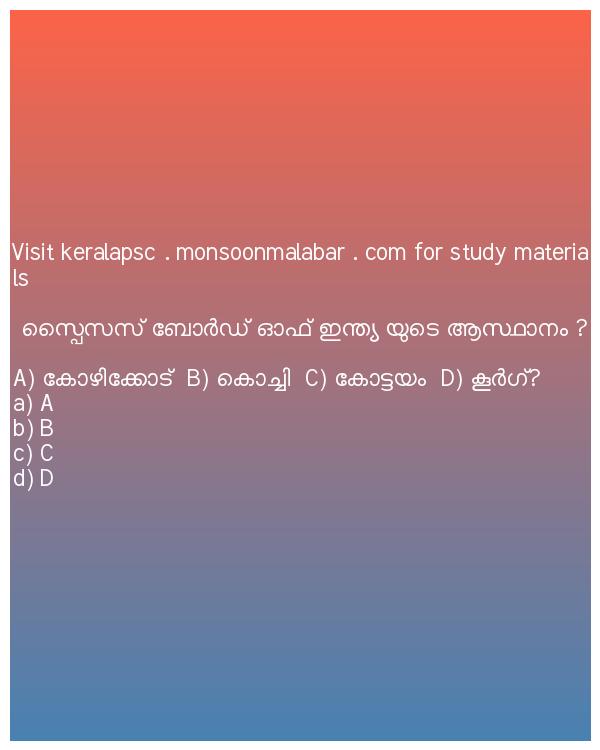 Visit keralapsc . monsoonmalabar . com for study materia
ls
സ്പൈസസ് ബോർഡ് ഓഫ് ഇന്ത്യ യുടെ ആസ്ഥാനം ?
A) കോഴിക്കോട്  B) കൊച്ചി  C) കോട്ടയം  D) കൂർഗ്?
a) A
b) B
c) C
d) D